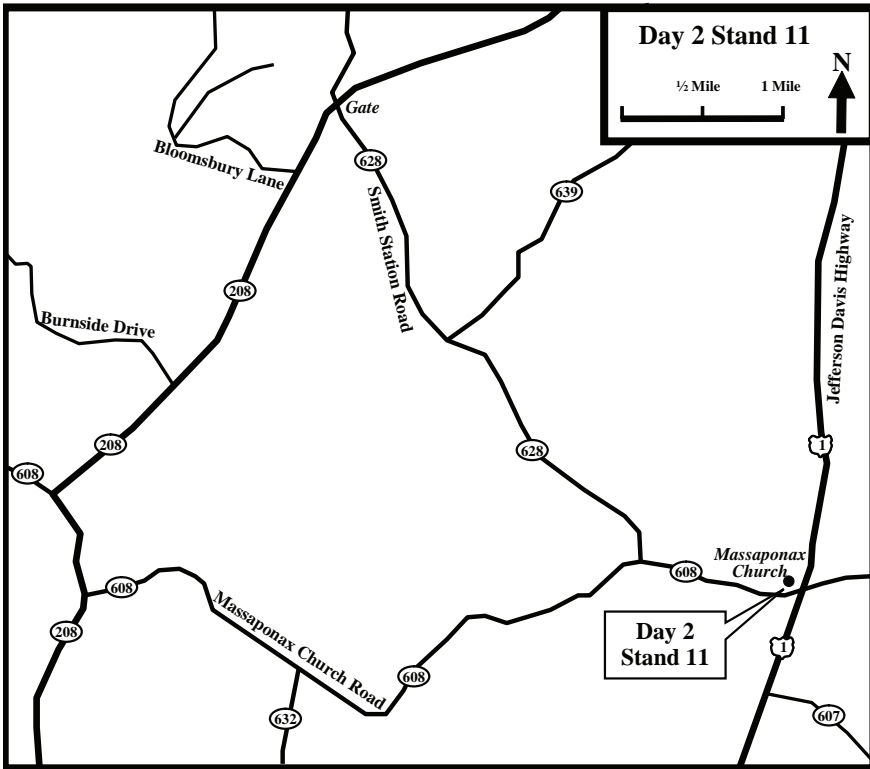 Day 2 Stand 11
N
½ Mile
1 Mile
Gate
628
Bloomsbury Lane
639
Smith Station Road
Jefferson Davis Highway
208
Burnside Drive
208
1
628
608
Massaponax
Church
608
608
208
Massaponax Church Road
Day 2
Stand 11
1
608
632
607